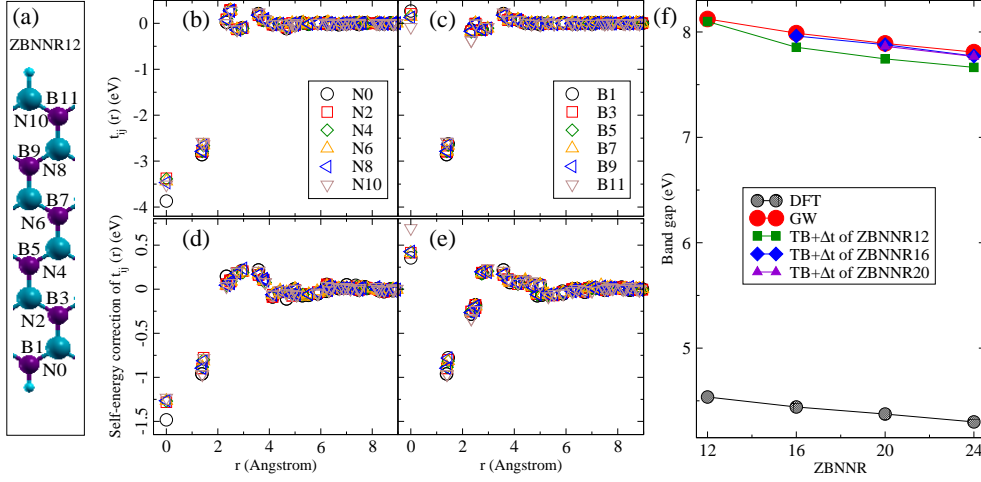 (a)
ZBNNR12
B11
N10
B9
N8
B7
N6
B5
N4
B3
N2
B1
N0
(b)
0
-1
-2
-3
-4
t_ij (r) (eV)
N0
N2
N4
N6
N8
N10
(c)
B1
B3
B5
B7
B9
B11
(d)
0.5
0
-0.5
-1
-1.5
Self-energy correction of t_ij (r) (eV)
0 2 4 6 8
r (Angstrom)
(e)
0 2 4 6 8
r (Angstrom)
(f)
8
7
6
5
Band gap (eV)
DFT
GW
TB+Δt of ZBNNR12
TB+Δt of ZBNNR16
TB+Δt of ZBNNR20
12 16 20 24
ZBNNR